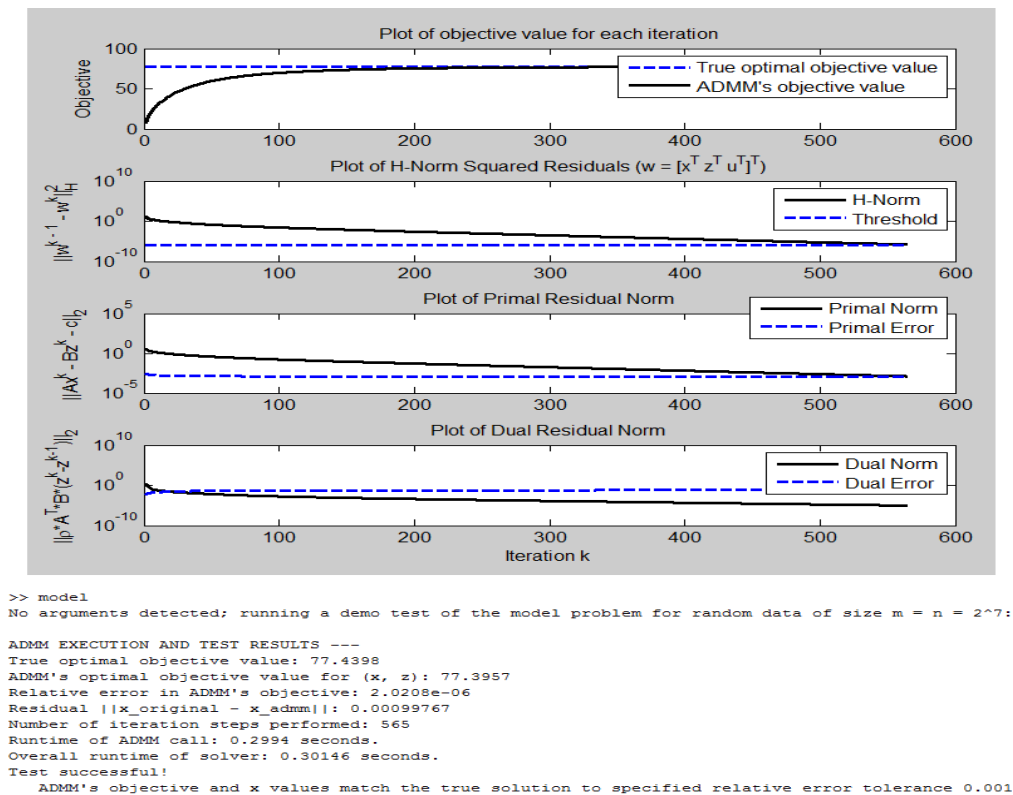 Plot of objective value for each iteration
Objective
100
50
0
True optimal objective value
ADMM's objective value
0 100 200 300 400 500 600
Plot of H-Norm Squared Residuals (w = [x^T z^T u^T]^T)
||w^k - 1 - w^k||^2_H
10^10
10^0
10^-10
H-Norm
Threshold
0 100 200 300 400 500 600
Plot of Primal Residual Norm
||Ax^k - Bz^k - c||_2
10^5
10^0
10^-5
Primal Norm
Primal Error
0 100 200 300 400 500 600
Plot of Dual Residual Norm
||ρ*A^T*B*(z^k-z^k-1)||_2
10^10
10^0
10^-10
Dual Norm
Dual Error
0 100 200 300 400 500 600
Iteration k
>> model
No arguments detected; running a demo test of the model problem for random data of size m = n = 2^7:
ADMM EXECUTION AND TEST RESULTS ---
True optimal objective value: 77.4398
ADMM's optimal objective value for (x, z): 77.3957
Relative error in ADMM's objective: 2.0208e-06
Residual ||x_original - x_admm||: 0.00099767
Number of iteration steps performed: 565
Runtime of ADMM call: 0.2994 seconds.
Overall runtime of solver: 0.30146 seconds.
Test successful!
ADMM's objective and x values match the true solution to specified relative error tolerance 0.001